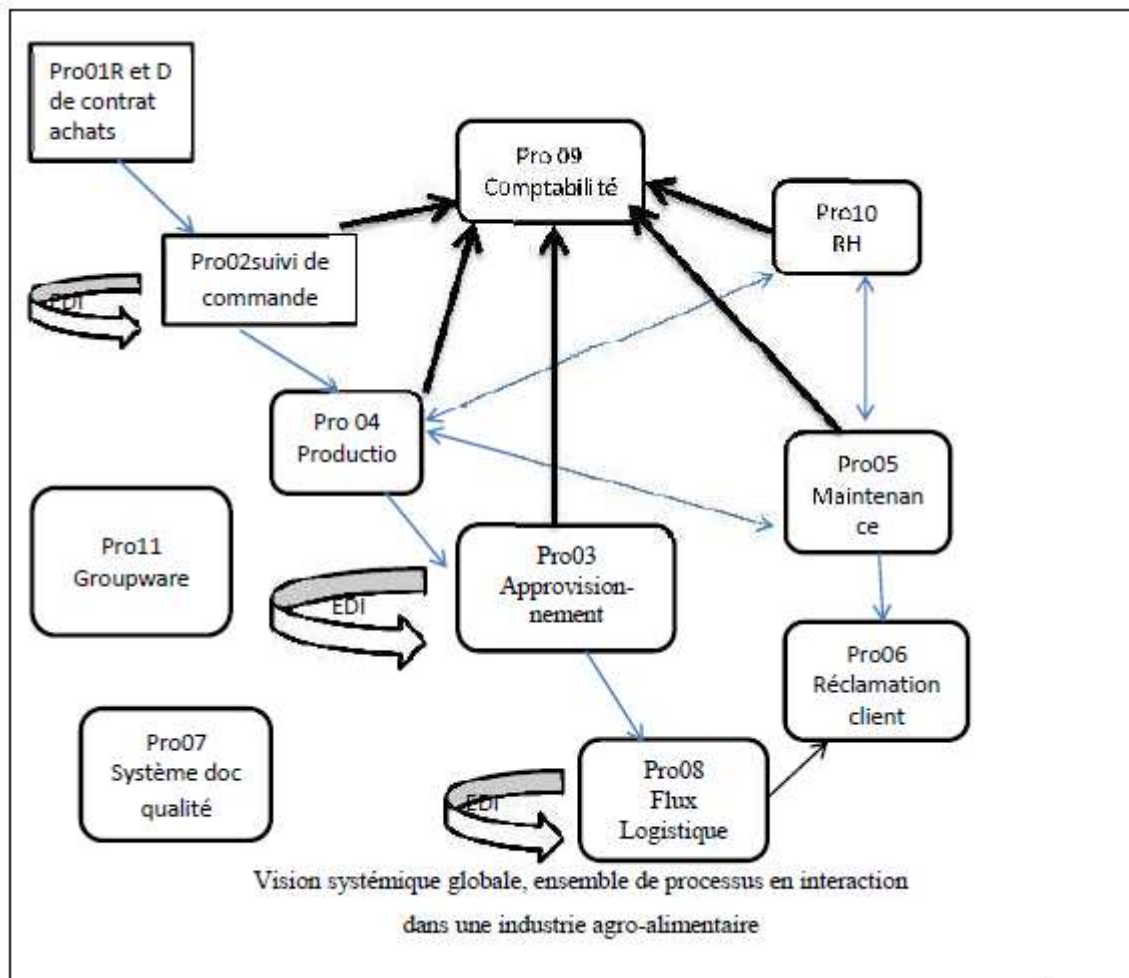 Pro01R et D
de contrat
achats
Pro 09
Comptabilité
Pro10
RH
Pro02suivi de
commande
EDI
Pro 04
Productio
Pro05
Maintenan
ce
Pro11
Groupware
Pro03
Approvision-
nement
EDI
Pro06
Réclamation
client
Pro07
Système doc
qualité
Pro08
Flux
Logistique
EDI
Vision systémique globale, ensemble de processus en interaction
dans une industrie agro-alimentaire